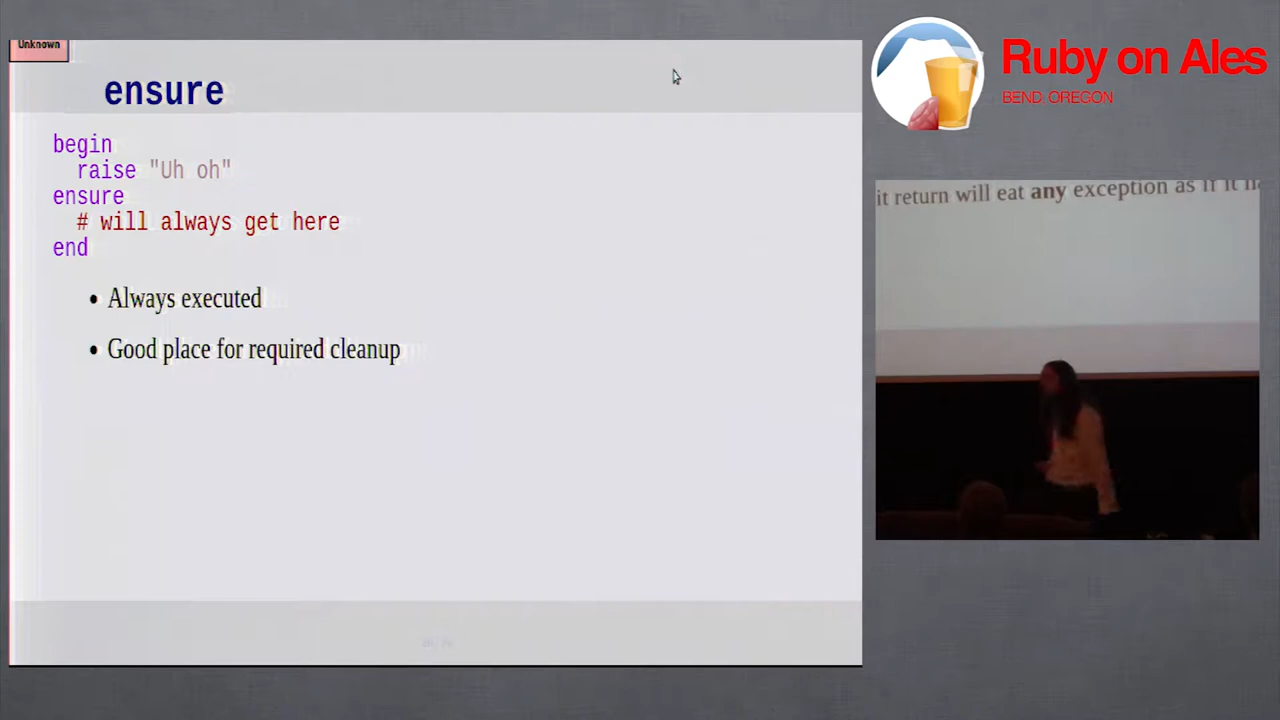 Unknown
ensure
begin
raise "Uh oh"
ensure
# will always get here
end
• Always executed
• Good place for required cleanup
Ruby on Ales
BEND OREGON
it return will eat any exception as if it